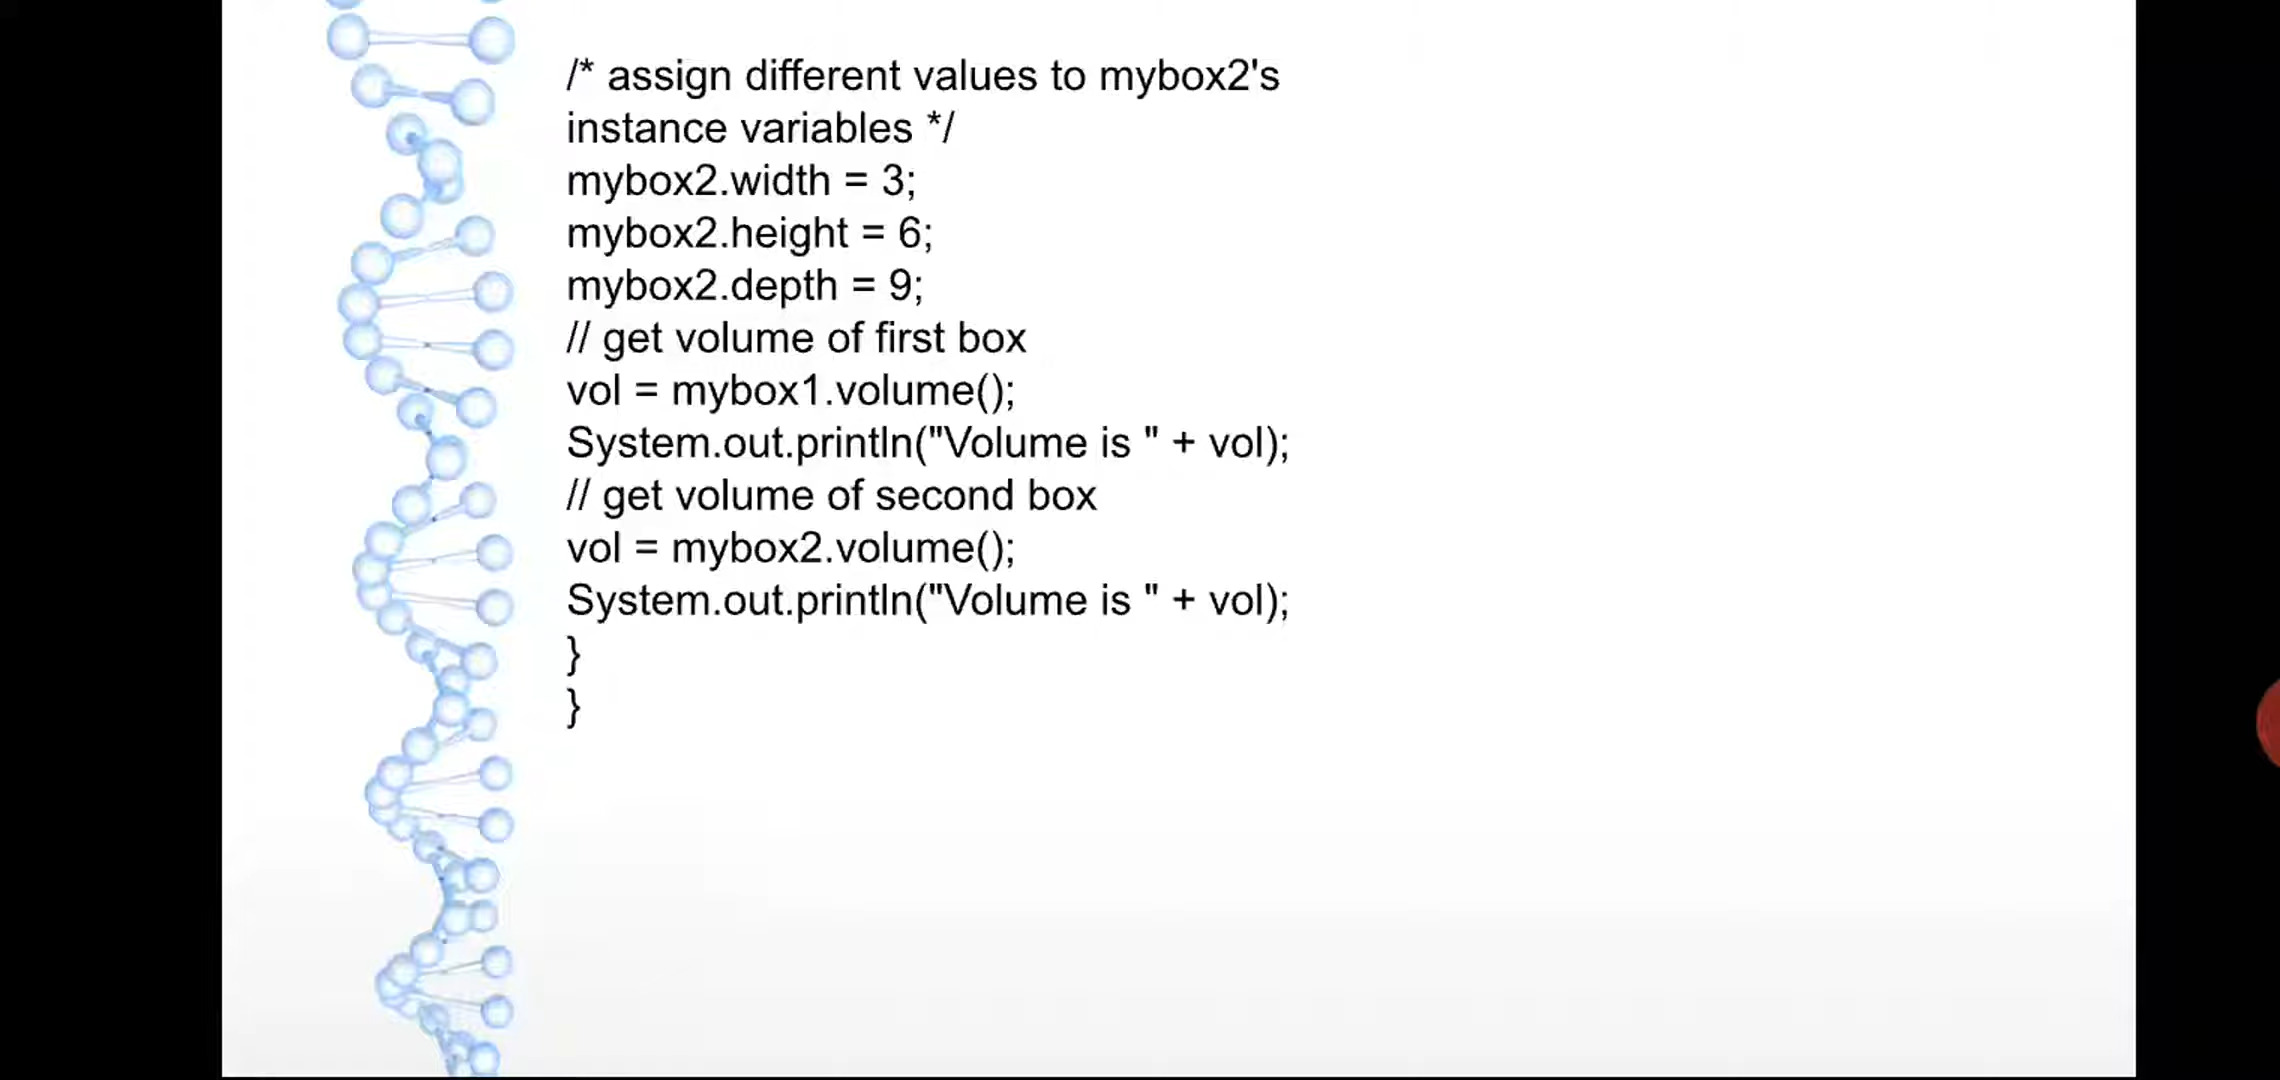 /* assign different values to mybox2's
instance variables */
mybox2.width = 3;
mybox2.height = 6;
mybox2.depth = 9;
// get volume of first box
vol = mybox1.volume();
System.out.println("Volume is " + vol);
// get volume of second box
vol = mybox2.volume();
System.out.println("Volume is " + vol);
}
}